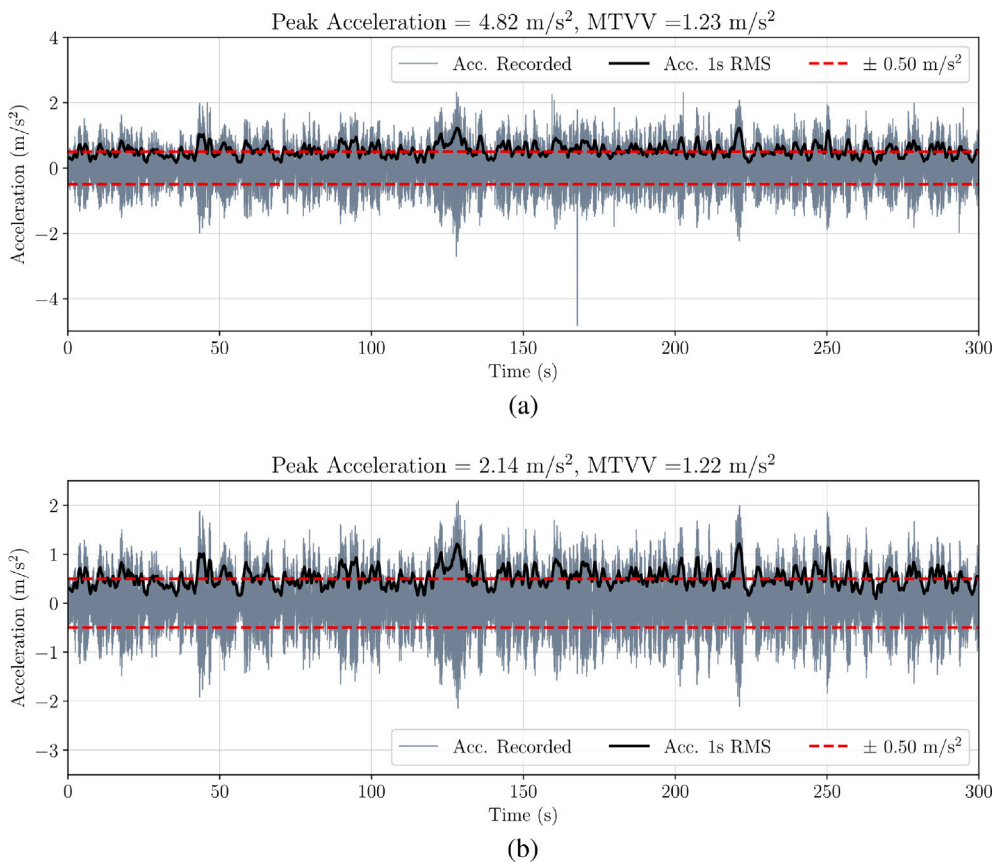 Peak Acceleration = 4.82 m/s², MTVV =1.23 m/s²
Acc. Recorded Acc. 1s RMS ± 0.50 m/s²
4
2
0
−2
−4
Acceleration (m/s²)
0 50 100 150 200 250 300
Time (s)
(a)
Peak Acceleration = 2.14 m/s², MTVV =1.22 m/s²
2
1
0
−1
−2
−3
Acceleration (m/s²)
Acc. Recorded Acc. 1s RMS ± 0.50 m/s²
0 50 100 150 200 250 300
Time (s)
(b)